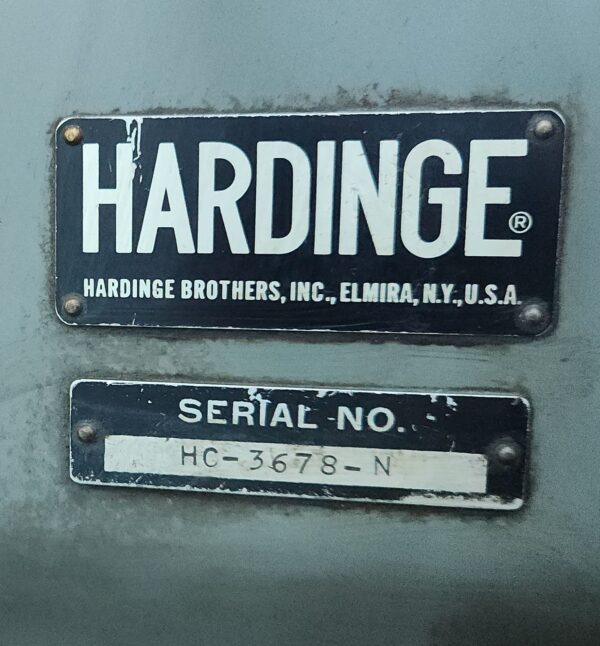 HARDINGE®
HARDINGE BROTHERS, INC., ELMIRA, N.Y., U.S.A.
SERIAL NO.
HC-3678-N